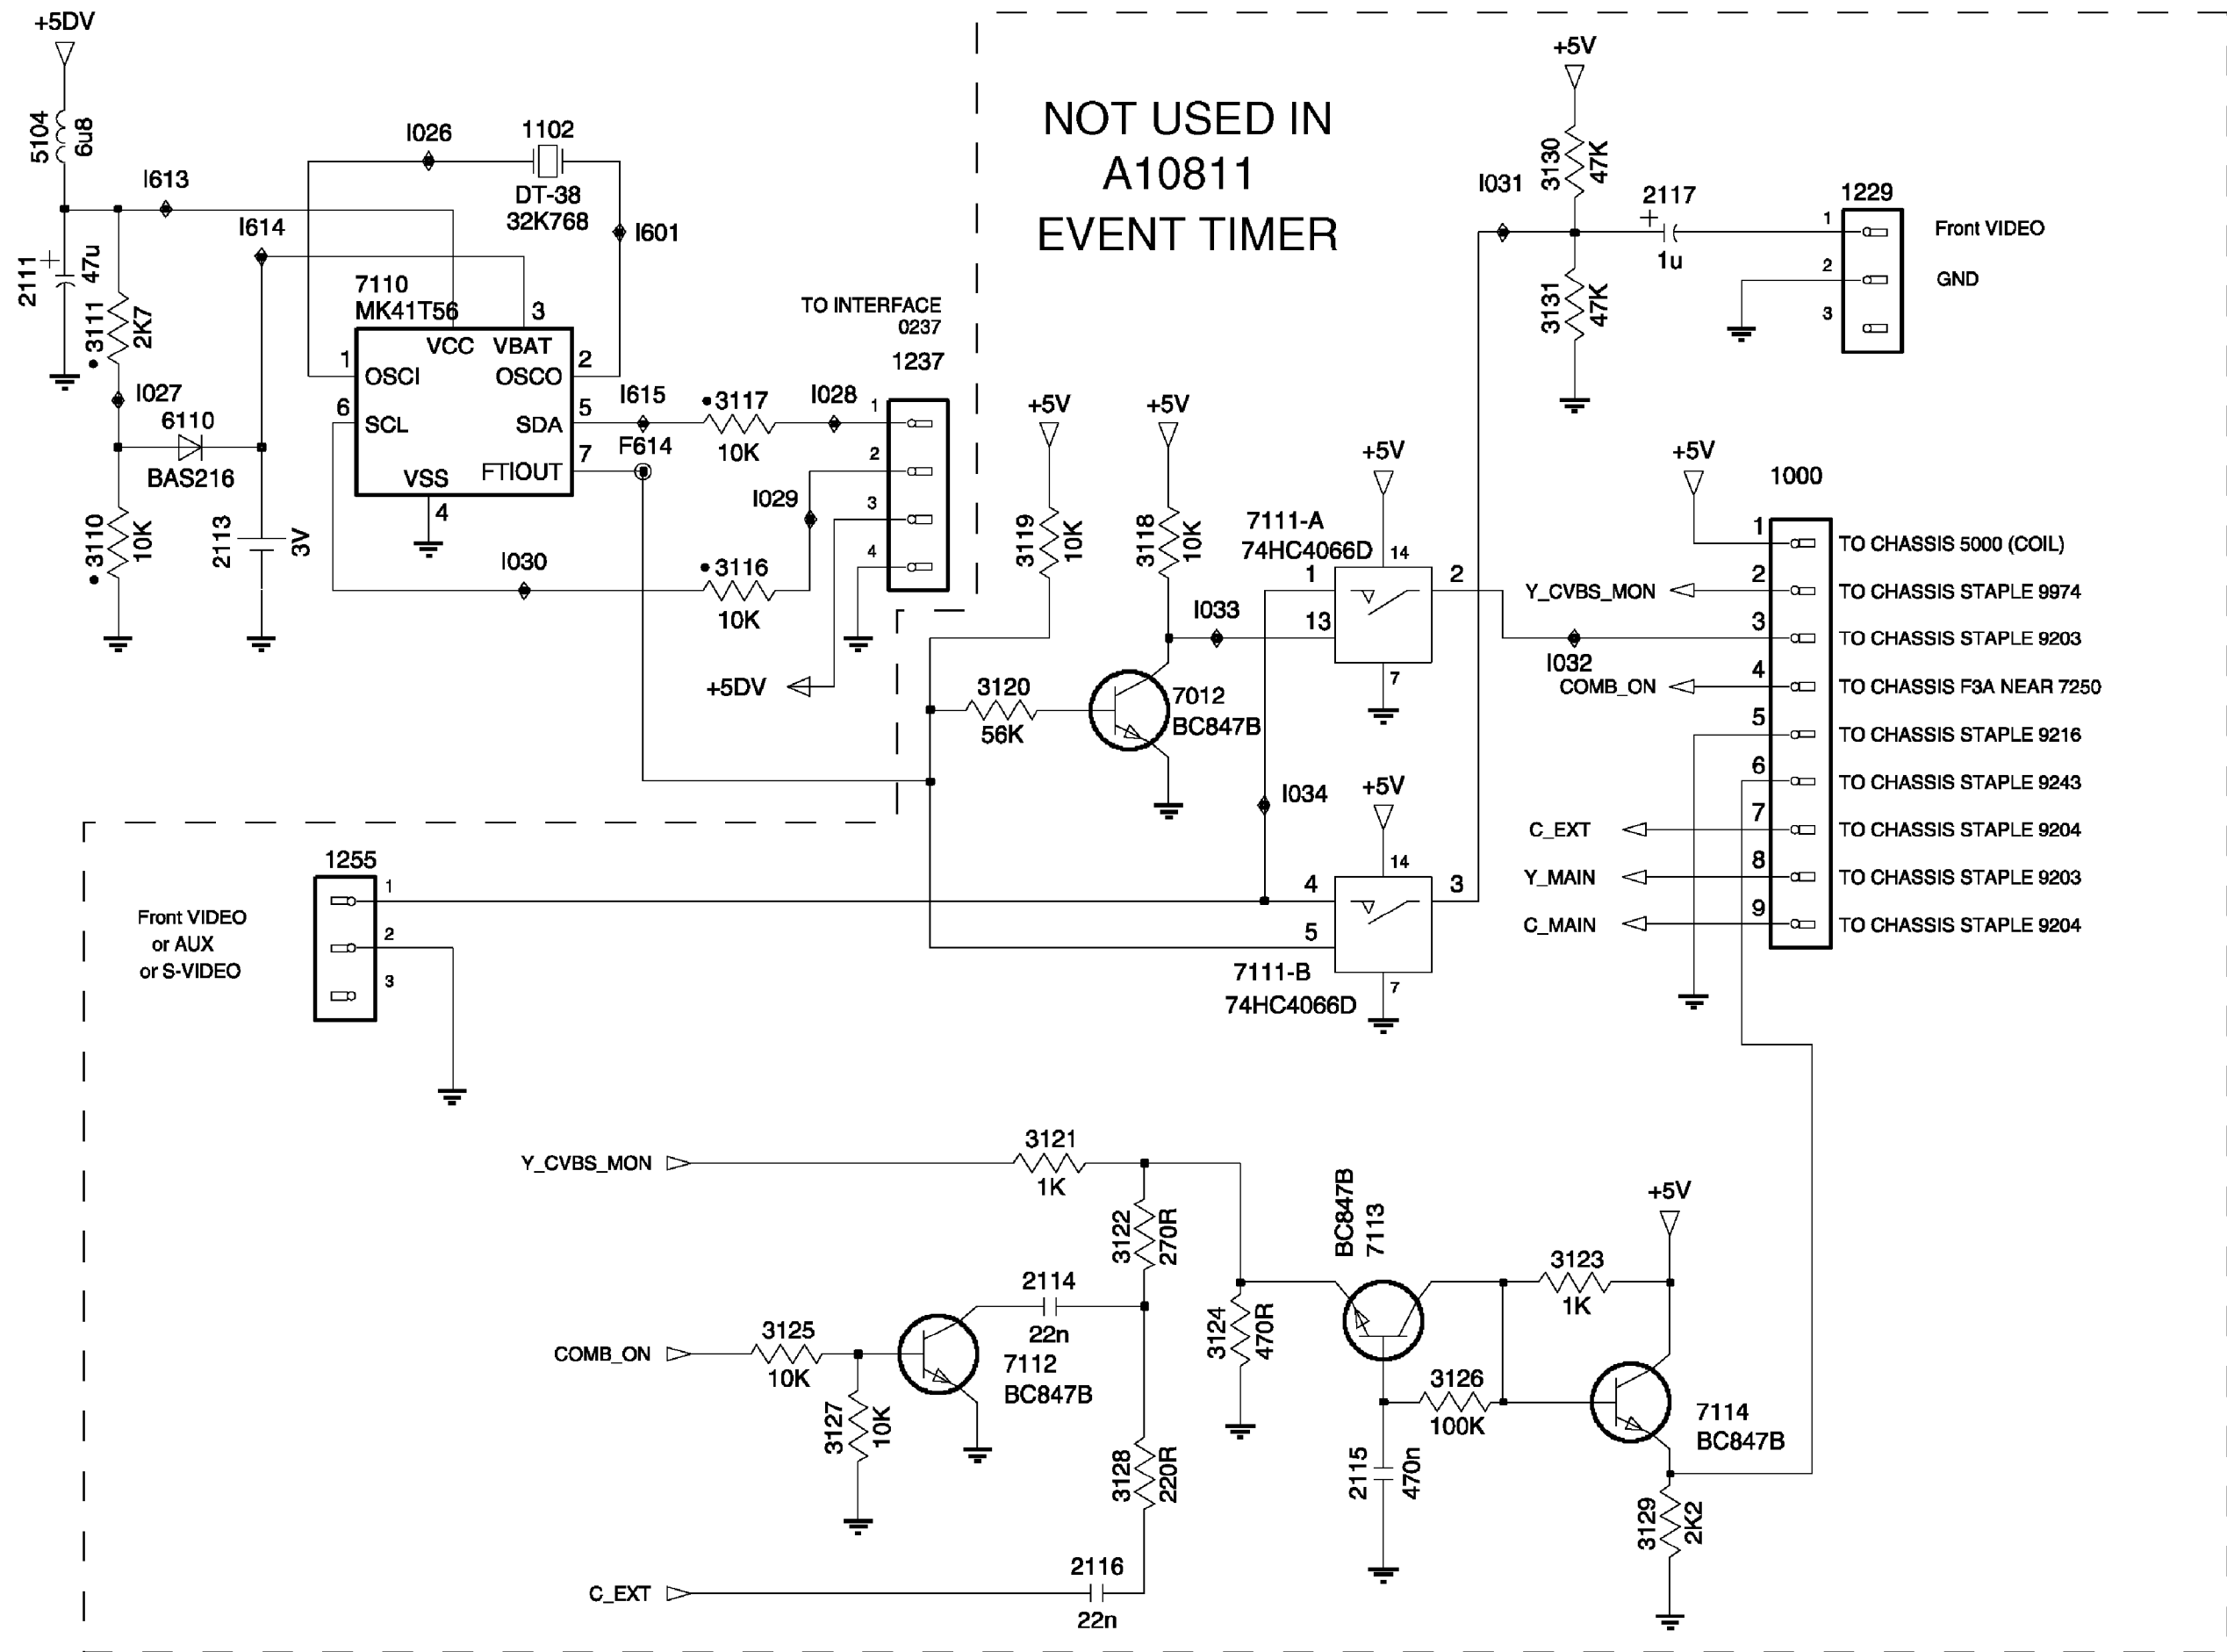 +5DV
5104
6u8
I613
I026
1102
DT-38
32K768
I601
I614
2111
+
47u
3111
2K7
I027
6110
BAS216
3110
10K
2113
3V
7110
MK41T56
3
VCC VBAT
1
OSCI
OSCO
2
6
SCL
SDA
5
FTIOUT
7
VSS
4
I615
F614
3117
10K
I028
I029
I030
3116
10K
TO INTERFACE
0237
1237
1
2
3
4
+5DV
NOT USED IN
A10811
EVENT TIMER
+5V
3130
47K
I031
2117
+
1u
3131
47K
1229
1
2
3
Front VIDEO
GND
+5V
3119
10K
+5V
3118
10K
I033
3120
56K
7012
BC847B
+5V
7111-A
74HC4066D
14
1
13
2
7
I032
I034
+5V
14
4
5
3
7
7111-B
74HC4066D
+5V
1000
1
TO CHASSIS 5000 (COIL)
Y_CVBS_MON
2
TO CHASSIS STAPLE 9974
3
TO CHASSIS STAPLE 9203
COMB_ON
4
TO CHASSIS F3A NEAR 7250
5
TO CHASSIS STAPLE 9216
6
TO CHASSIS STAPLE 9243
C_EXT
7
TO CHASSIS STAPLE 9204
Y_MAIN
8
TO CHASSIS STAPLE 9203
C_MAIN
9
TO CHASSIS STAPLE 9204
1255
1
2
3
Front VIDEO
or AUX
or S-VIDEO
Y_CVBS_MON
3121
1K
3122
270R
2114
22n
COMB_ON
3125
10K
3127
10K
7112
BC847B
3128
220R
C_EXT
2116
22n
3124
470R
BC847B
7113
3126
100K
2115
470n
3123
1K
+5V
7114
BC847B
3129
2K2